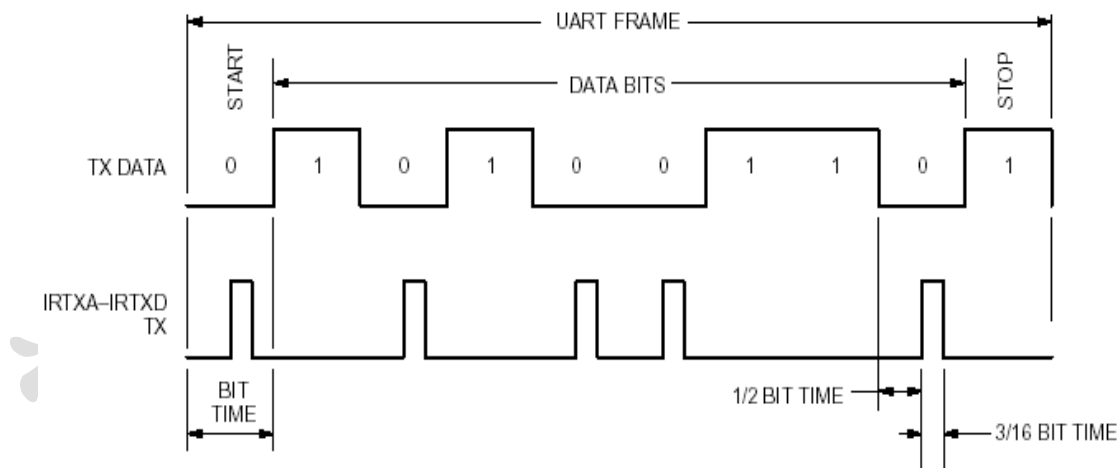 UART FRAME
START
DATA BITS
STOP
TX DATA
0 1 0 1 0 0 1 1 0 1
IRTXA–IRTXD
TX
BIT
TIME
1/2 BIT TIME
3/16 BIT TIME